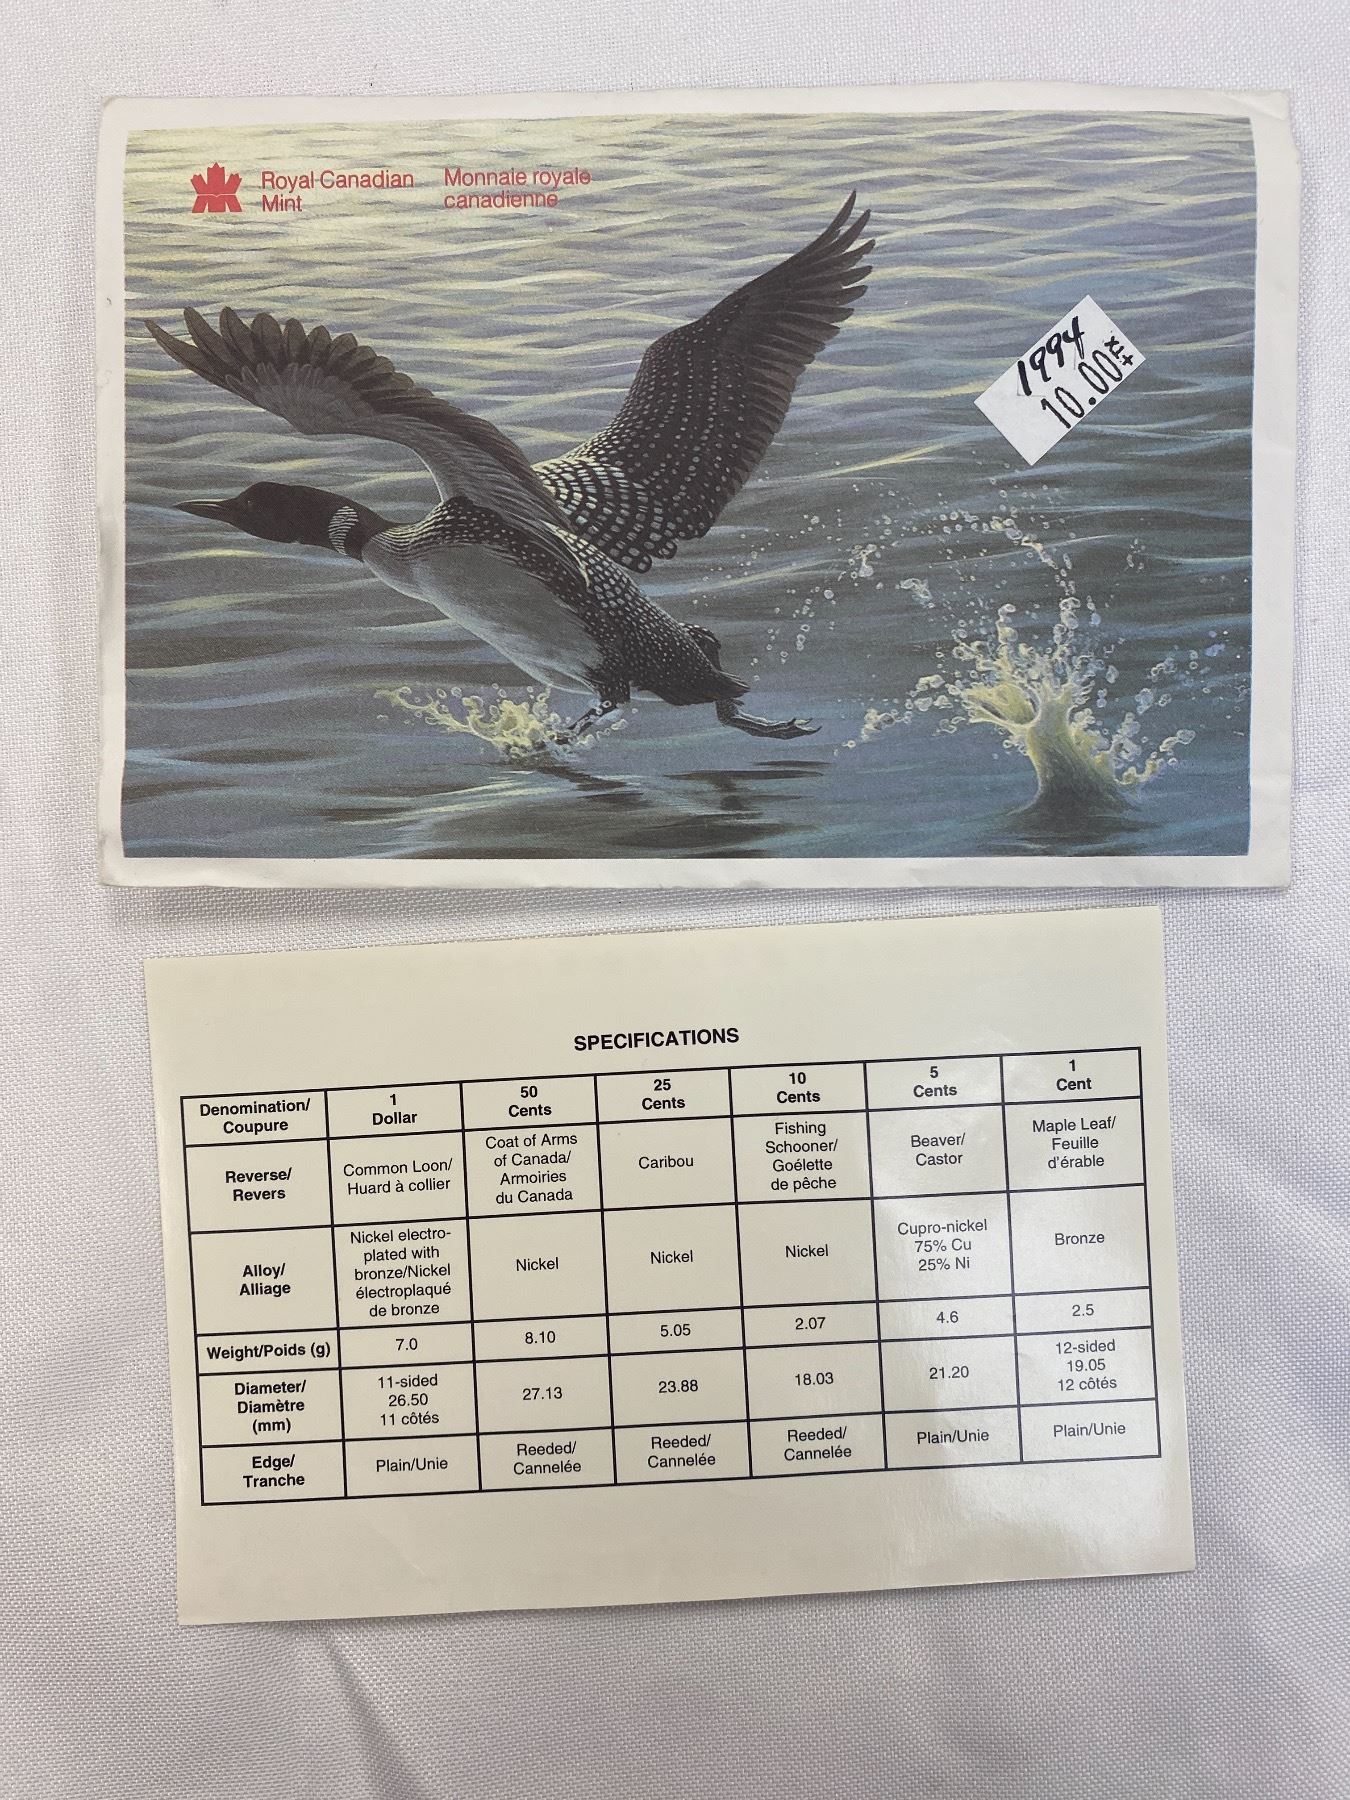 Royal Canadian Mint
Monnaie royale canadienne
1994
10.00
SPECIFICATIONS
Denomination/ Coupure | 1 Dollar | 50 Cents | 25 Cents | 10 Cents | 5 Cents | 1 Cent
Reverse/ Revers | Common Loon/ Huard à collier | Coat of Arms of Canada/ Armoiries du Canada | Caribou | Fishing Schooner/ Goélette de pêche | Beaver/ Castor | Maple Leaf/ Feuille d'érable
Alloy/ Alliage | Nickel electro-plated with bronze/Nickel électroplaqué de bronze | Nickel | Nickel | Nickel | Cupro-nickel 75% Cu 25% Ni | Bronze
Weight/Poids (g) | 7.0 | 8.10 | 5.05 | 2.07 | 4.6 | 2.5
Diameter/ Diamètre (mm) | 11-sided 26.50 11 côtés | 27.13 | 23.88 | 18.03 | 21.20 | 12-sided 19.05 12 côtés
Edge/ Tranche | Plain/Unie | Reeded/ Cannelée | Reeded/ Cannelée | Reeded/ Cannelée | Plain/Unie | Plain/Unie